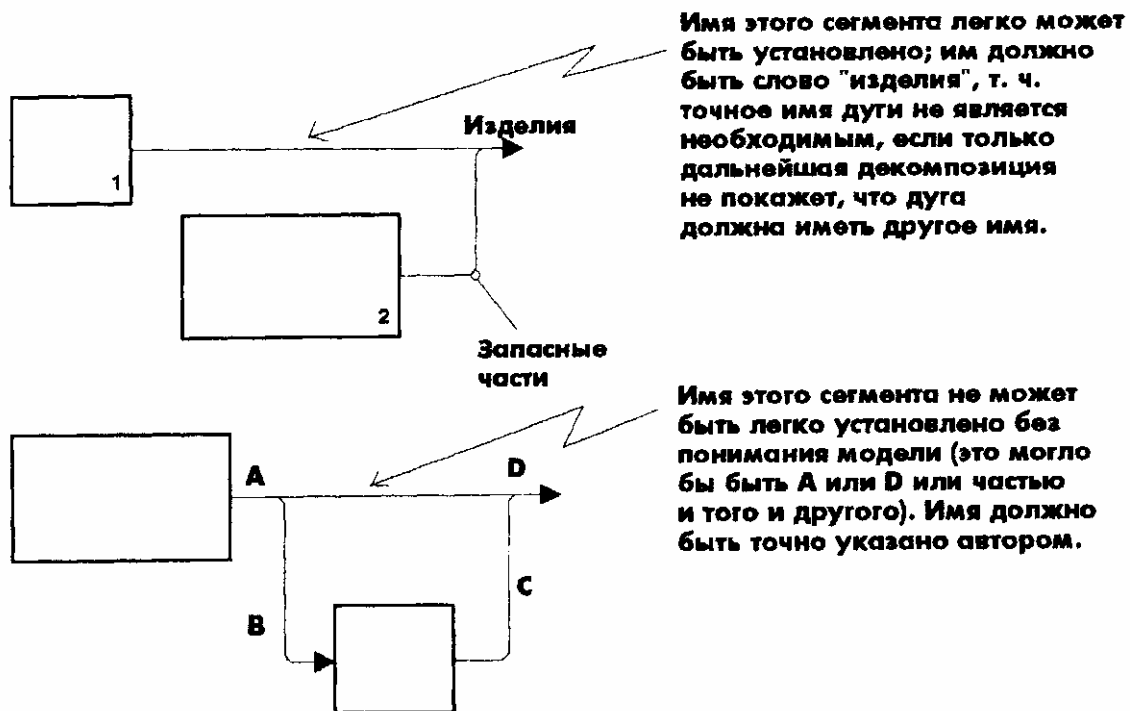 Имя этого сегмента легко может
быть установлено; им должно
быть слово "изделия", т. ч.
точное имя дуги не является
необходимым, если только
дальнейшая декомпозиция
не покажет, что дуга
должна иметь другое имя.
Изделия
1
2
Запасные
части
Имя этого сегмента не может
быть легко установлено без
понимания модели (это могло
бы быть А или D или частью
и того и другого). Имя должно
быть точно указано автором.
A
D
C
B